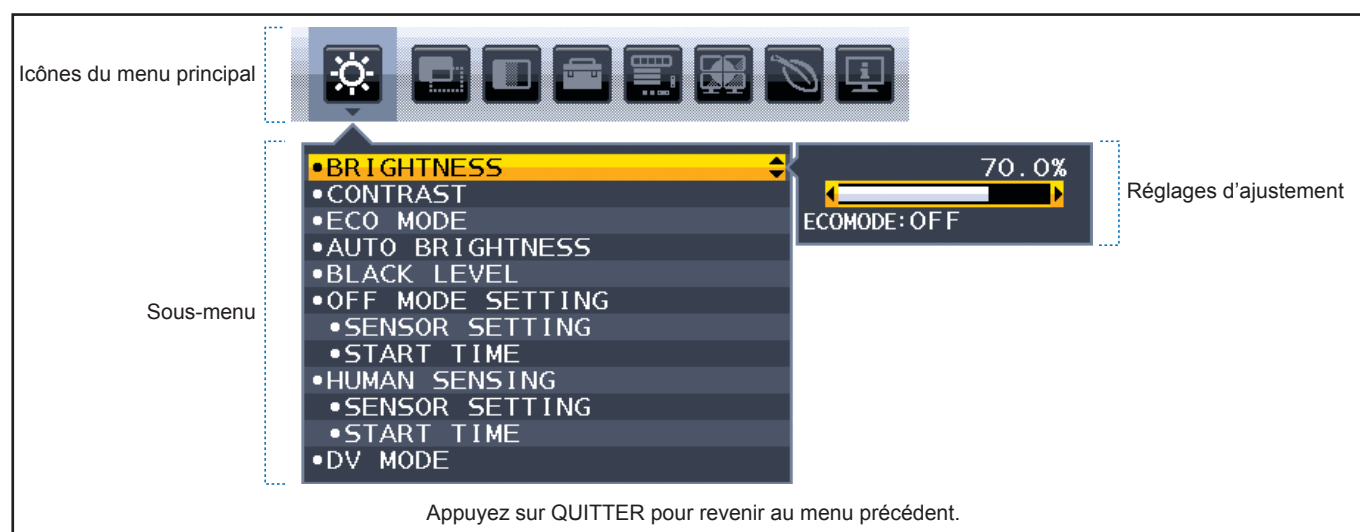 Icônes du menu principal
•BRIGHTNESS
•CONTRAST
•ECO MODE
•AUTO BRIGHTNESS
•BLACK LEVEL
•OFF MODE SETTING
•SENSOR SETTING
•START TIME
•HUMAN SENSING
•SENSOR SETTING
•START TIME
•DV MODE
70.0%
ECOMODE:OFF
Réglages d’ajustement
Sous-menu
Appuyez sur QUITTER pour revenir au menu précédent.